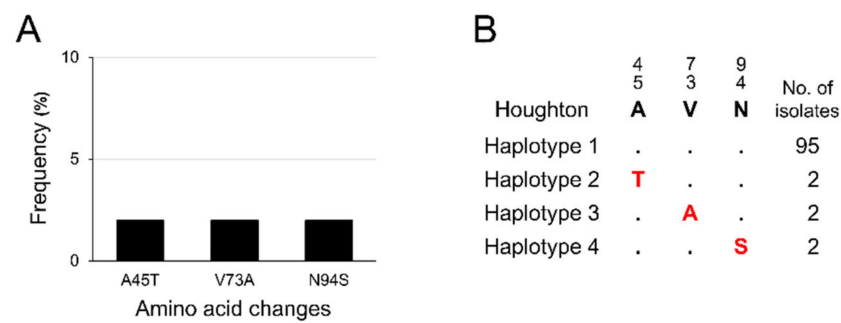 A
10
5
0
Frequency (%)
A45T V73A N94S
Amino acid changes
B
4 7 9
5 3 4
No. of
isolates
Houghton A V N
Haplotype 1 . . . 95
Haplotype 2 T . . 2
Haplotype 3 . A . 2
Haplotype 4 . . S 2